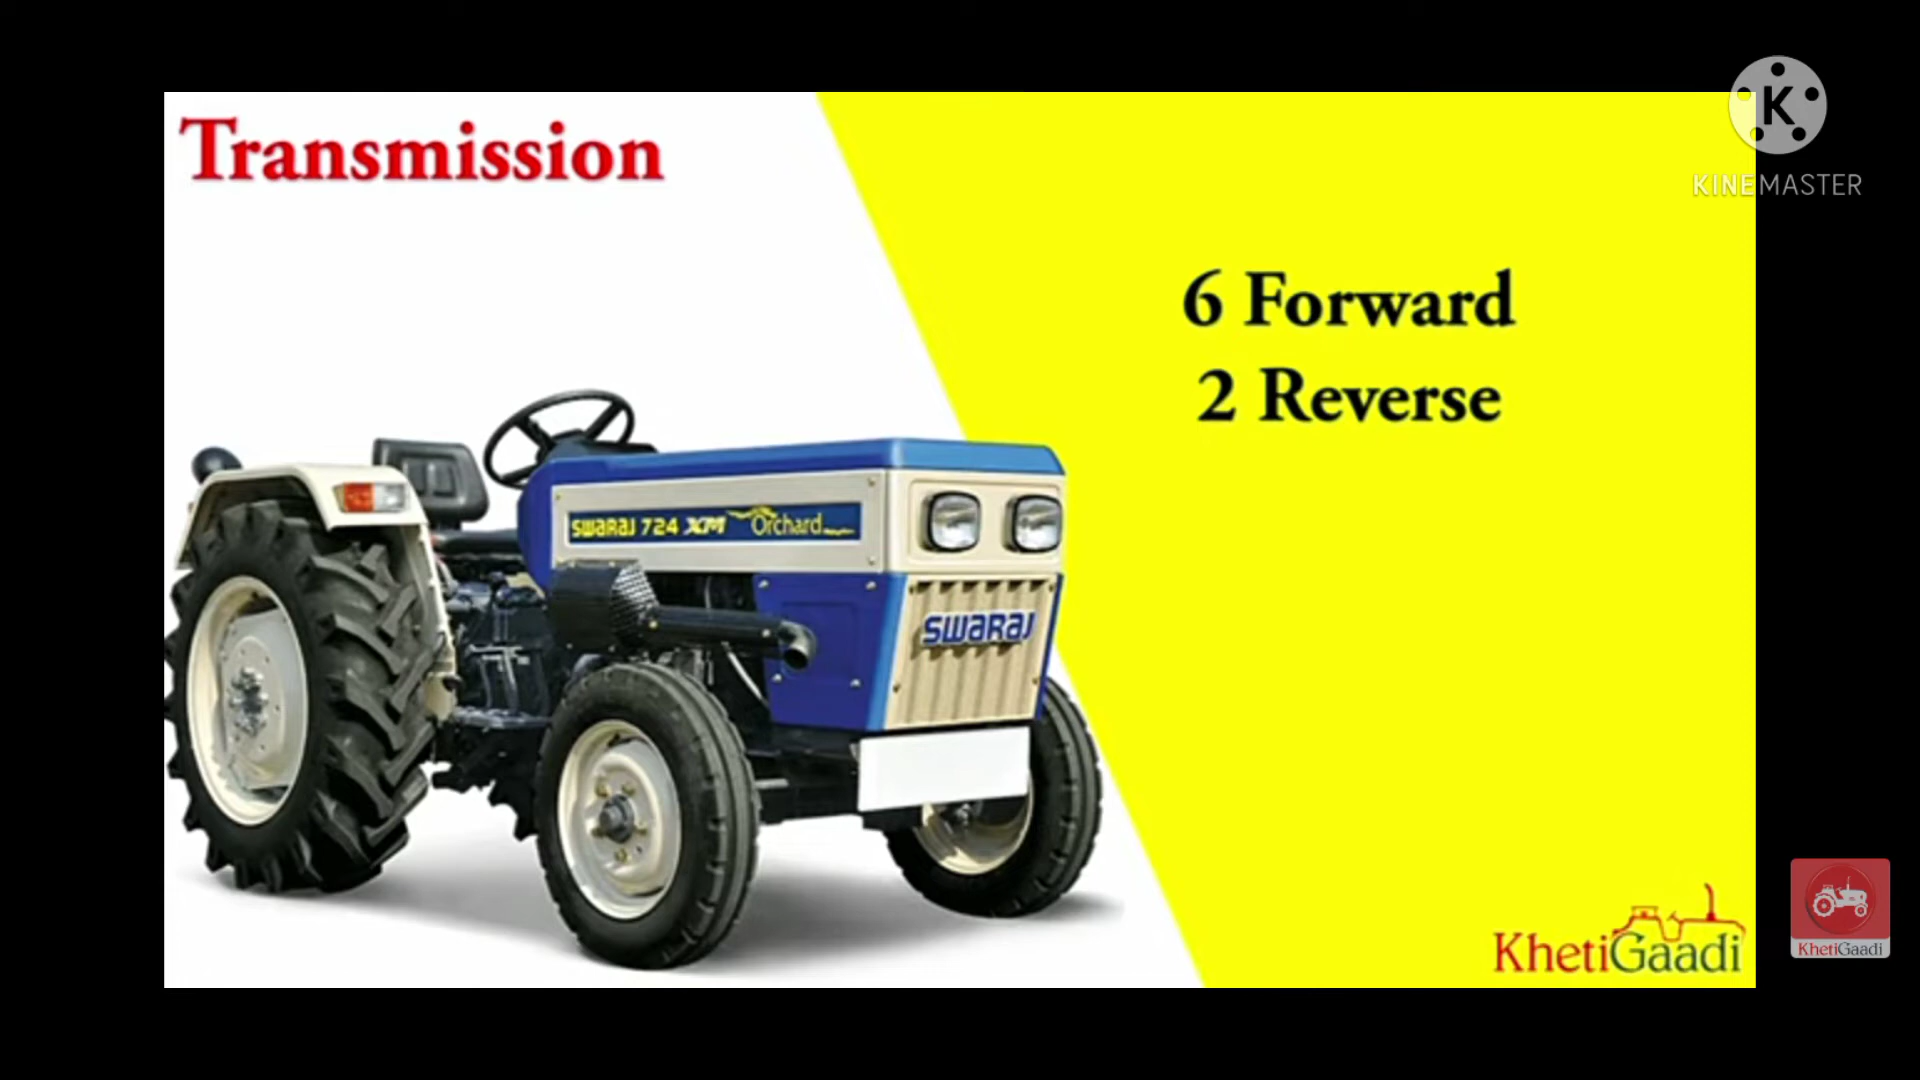 Transmission
KINEMASTER
6 Forward
2 Reverse
SWARAJ 724 XM Orchard
SWARAJ
KhetiGaadi
KhetiGaadi